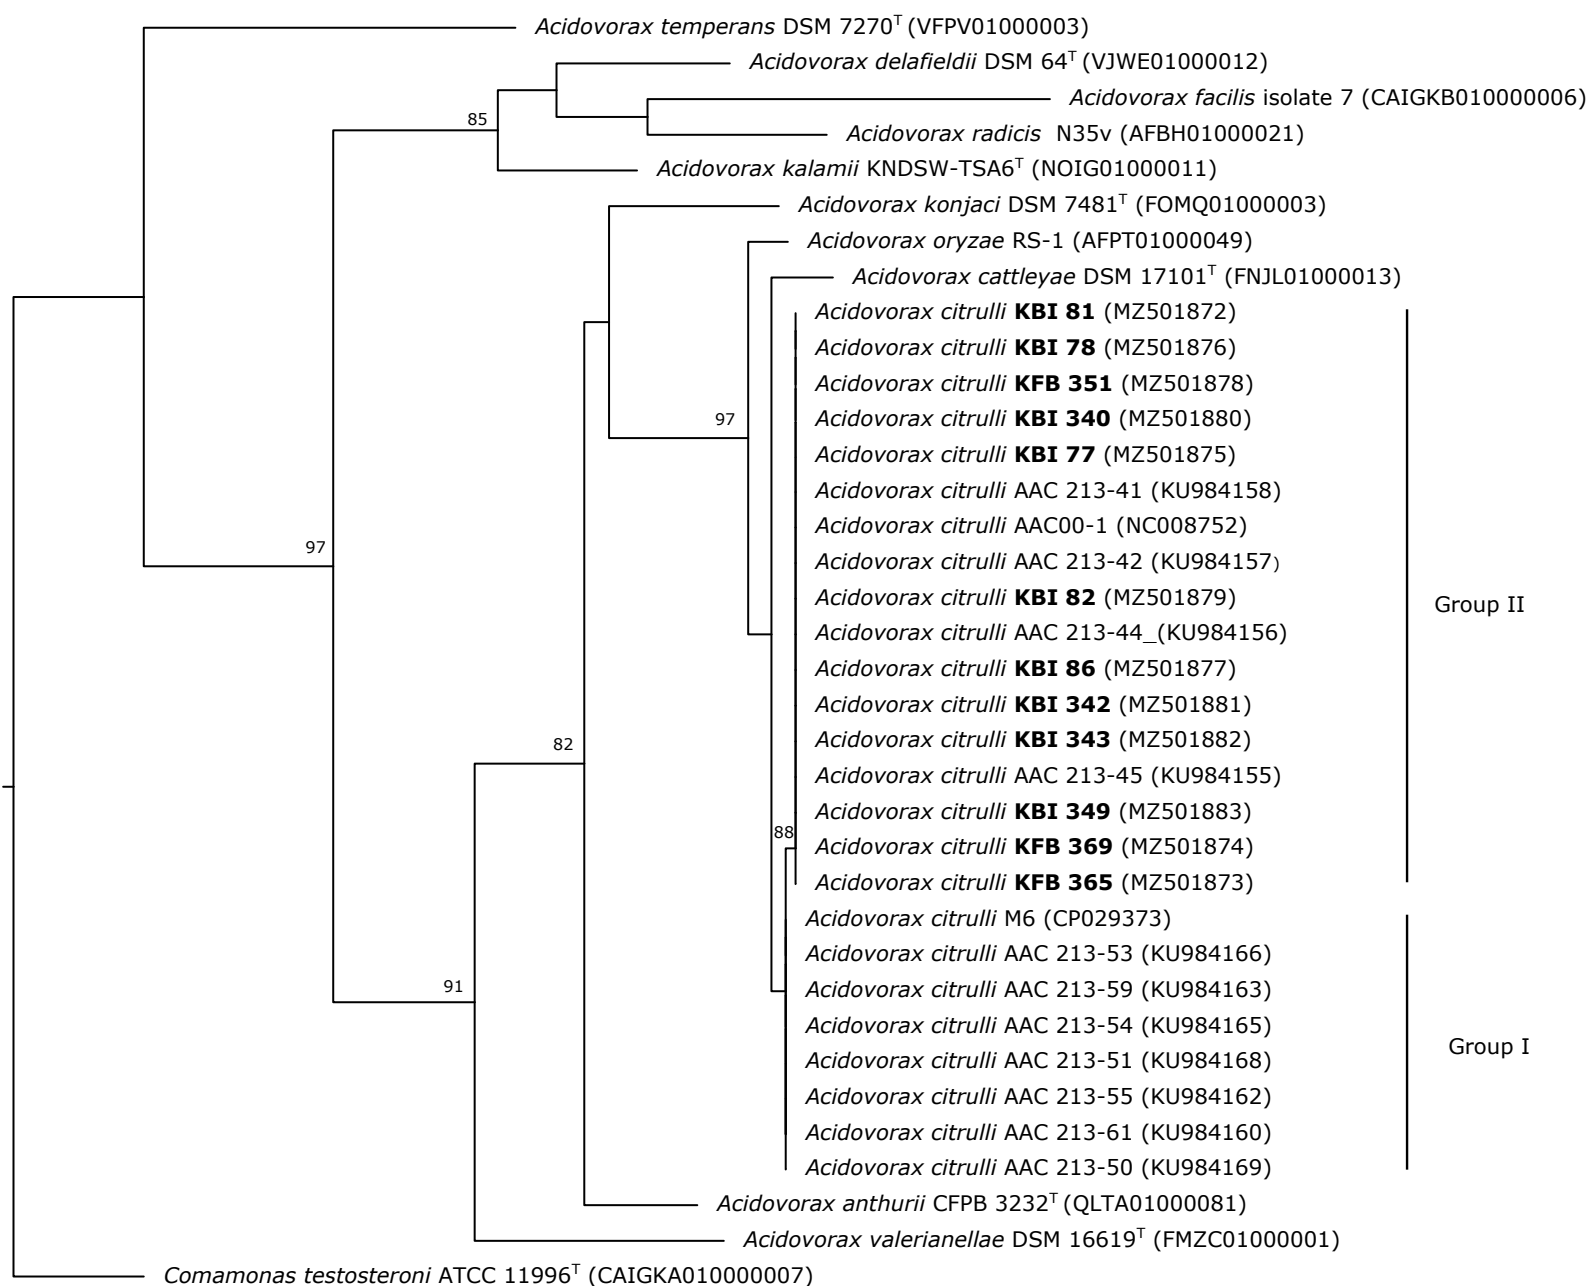 Acidovorax temperans DSM 7270T (VFPV01000003)
Acidovorax delafieldii DSM 64T (VJWE01000012)
Acidovorax facilis isolate 7 (CAIGKB010000006)
85
Acidovorax radicis N35v (AFBH01000021)
Acidovorax kalamii KNDSW-TSA6T (NOIG01000011)
Acidovorax konjaci DSM 7481T (FOMQ01000003)
Acidovorax oryzae RS-1 (AFPT01000049)
Acidovorax cattleyae DSM 17101T (FNJL01000013)
Acidovorax citrulli KBI 81 (MZ501872)
Acidovorax citrulli KBI 78 (MZ501876)
Acidovorax citrulli KFB 351 (MZ501878)
97
Acidovorax citrulli KBI 340 (MZ501880)
Acidovorax citrulli KBI 77 (MZ501875)
Acidovorax citrulli AAC 213-41 (KU984158)
Acidovorax citrulli AAC00-1 (NC008752)
97
Acidovorax citrulli AAC 213-42 (KU984157)
Acidovorax citrulli KBI 82 (MZ501879)
Group II
Acidovorax citrulli AAC 213-44_(KU984156)
Acidovorax citrulli KBI 86 (MZ501877)
Acidovorax citrulli KBI 342 (MZ501881)
82
Acidovorax citrulli KBI 343 (MZ501882)
Acidovorax citrulli AAC 213-45 (KU984155)
Acidovorax citrulli KBI 349 (MZ501883)
88
Acidovorax citrulli KFB 369 (MZ501874)
Acidovorax citrulli KFB 365 (MZ501873)
Acidovorax citrulli M6 (CP029373)
Acidovorax citrulli AAC 213-53 (KU984166)
91
Acidovorax citrulli AAC 213-59 (KU984163)
Acidovorax citrulli AAC 213-54 (KU984165)
Group I
Acidovorax citrulli AAC 213-51 (KU984168)
Acidovorax citrulli AAC 213-55 (KU984162)
Acidovorax citrulli AAC 213-61 (KU984160)
Acidovorax citrulli AAC 213-50 (KU984169)
Acidovorax anthurii CFPB 3232T (QLTA01000081)
Acidovorax valerianellae DSM 16619T (FMZC01000001)
Comamonas testosteroni ATCC 11996T (CAIGKA010000007)